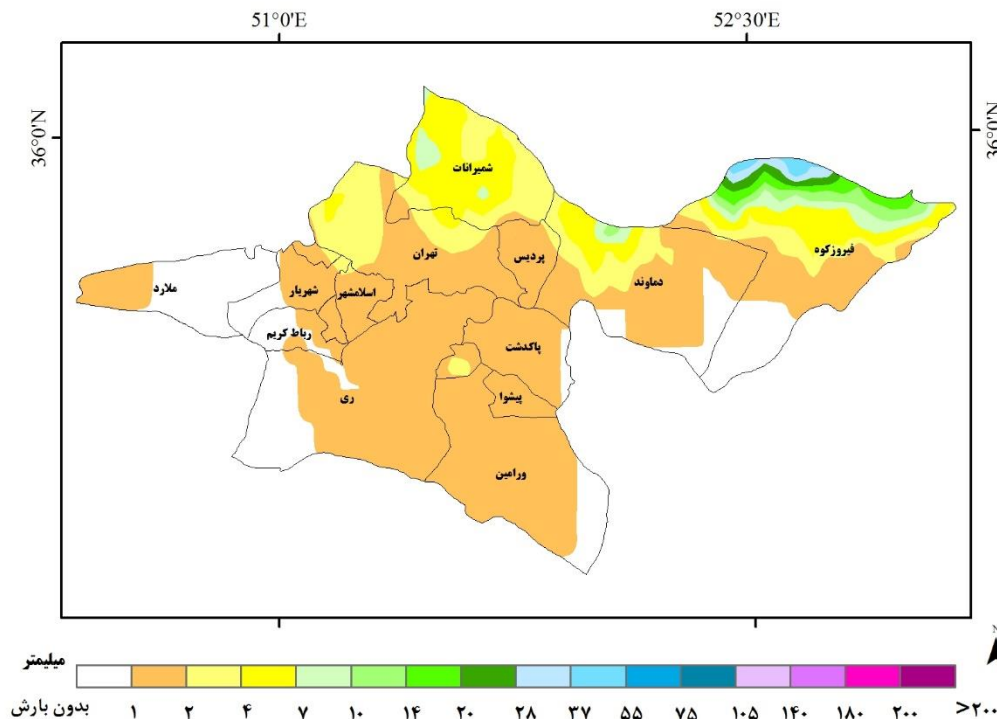 51°0'E 52°30'E
36°0'N 36°0'N
شمیرانات
فیروزکوه
تهران
پردیس
دماوند
ملارد
شهریار
اسلامشهر
رباط کریم
پاکدشت
پیشوا
ری
ورامین
N
میلیمتر
بدون بارش ۱ ۲ ۴ ۷ ۱۰ ۱۴ ۲۰ ۲۸ ۳۷ ۵۵ ۷۵ ۱۰۵ ۱۴۰ ۱۸۰ ۲۰۰ >۲۰۰